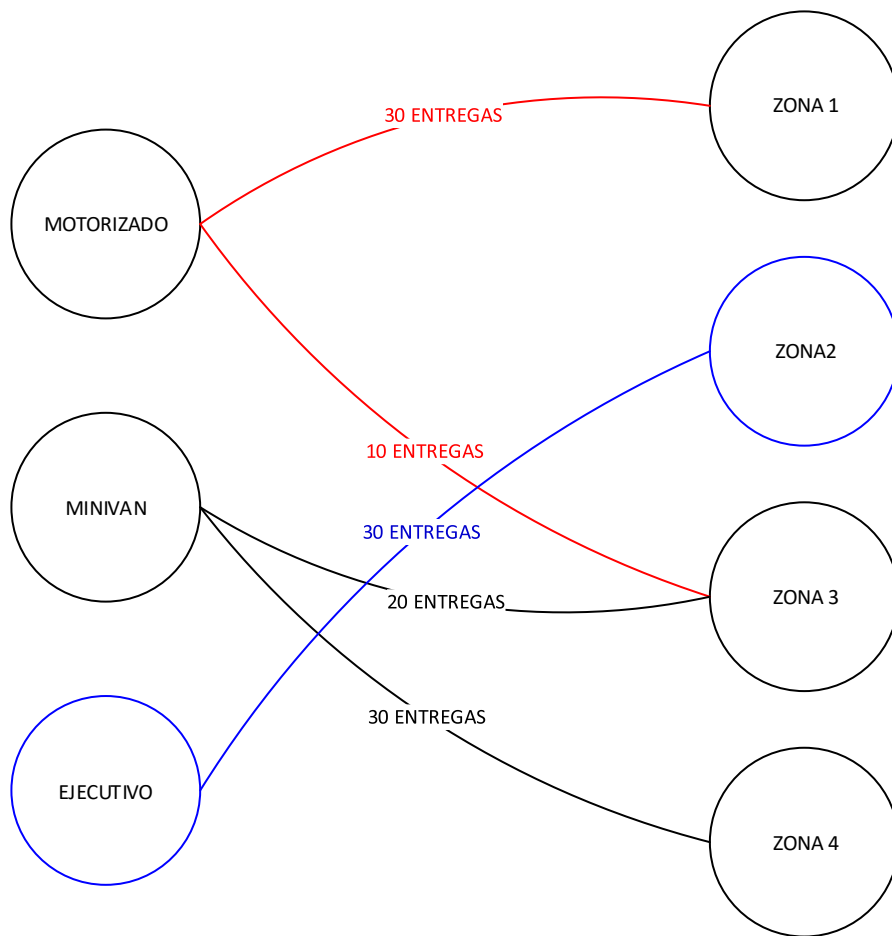 ZONA 1
30 ENTREGAS
MOTORIZADO
ZONA2
10 ENTREGAS
MINIVAN
30 ENTREGAS
20 ENTREGAS
ZONA 3
30 ENTREGAS
EJECUTIVO
ZONA 4